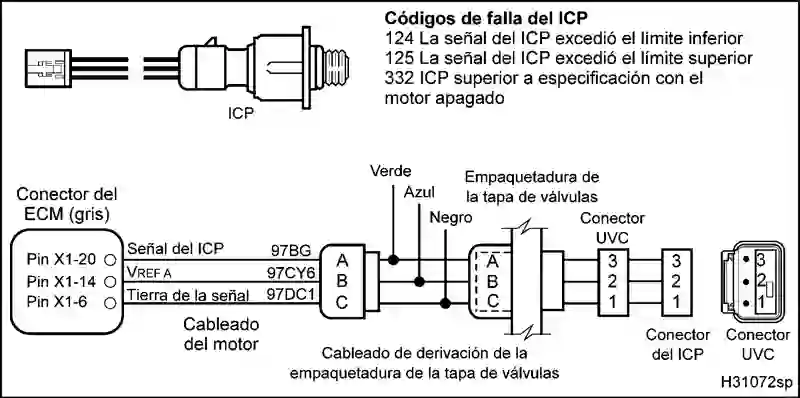 Códigos de falla del ICP
124 La señal del ICP excedió el límite inferior
125 La señal del ICP excedió el límite superior
332 ICP superior a especificación con el
motor apagado
ICP
Conector del
ECM (gris)
Pin X1-20
Pin X1-14
Pin X1-6
Señal del ICP 97BG
VREF A 97CY6
Tierra de la señal 97DC1
Cableado
del motor
A
B
C
Verde
Azul
Negro
Cableado de derivación de la
empaquetadura de la tapa de válvulas
Empaquetadura de
la tapa de válvulas
A
B
C
Conector
UVC
3
2
1
3
2
1
Conector
del ICP
3
2
1
Conector
UVC
H31072sp